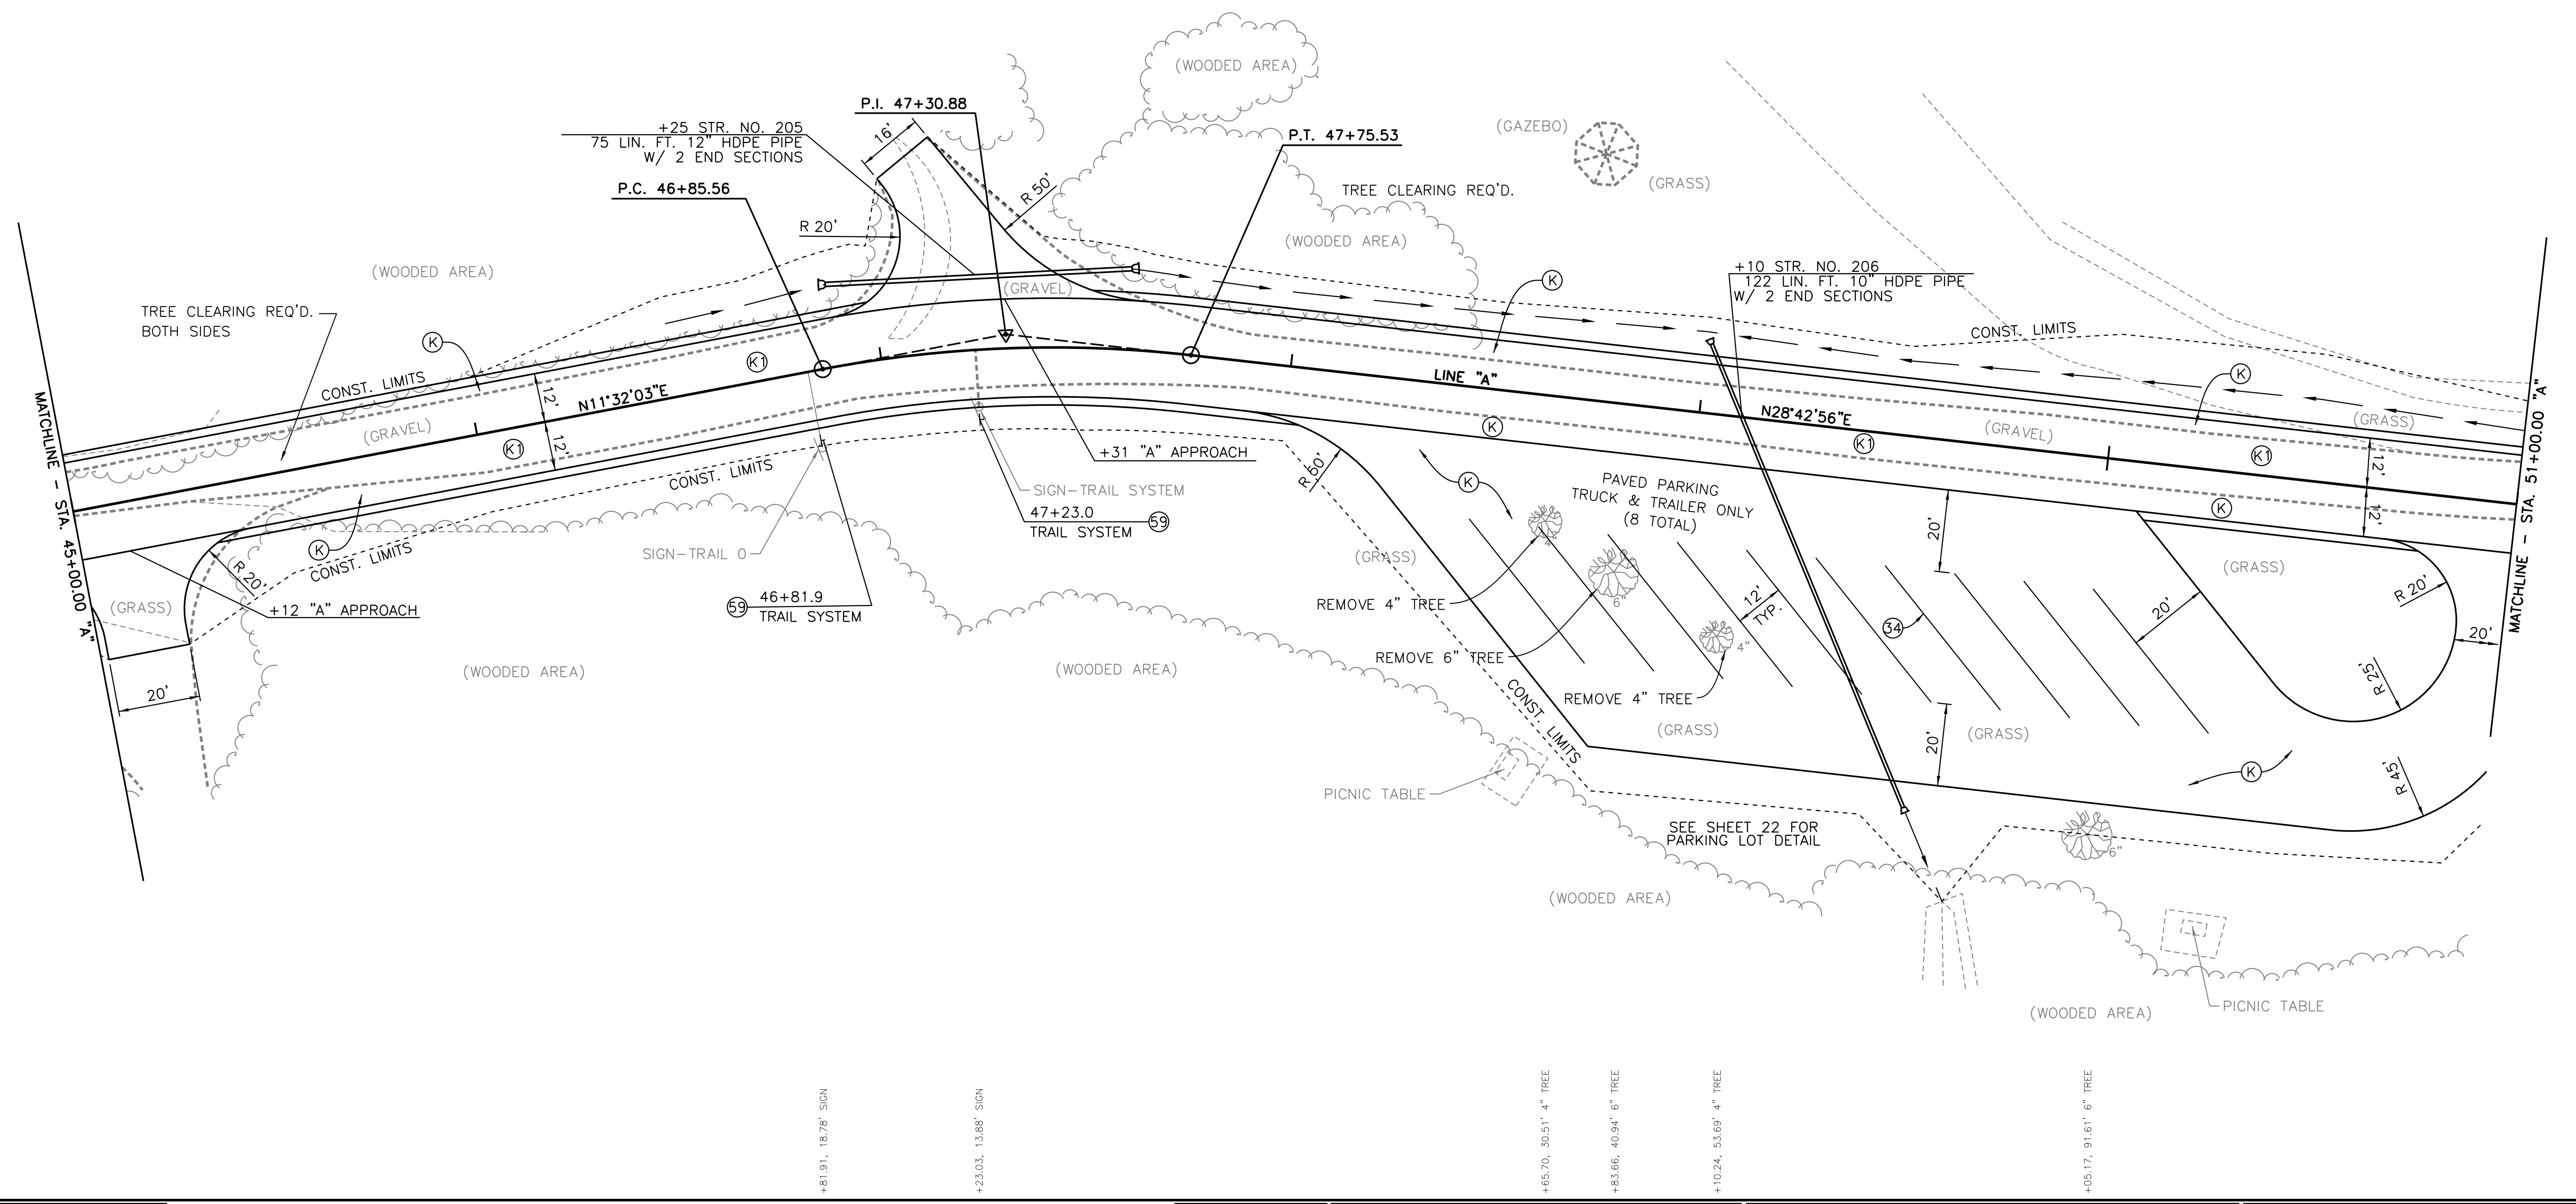 (WOODED AREA)
P.I. 47+30.88
+25 STR. NO. 205
75 LIN. FT. 12" HDPE PIPE
W/ 2 END SECTIONS
16'
P.T. 47+75.53
(GAZEBO)
(GRASS)
P.C. 46+85.56
R 50'
TREE CLEARING REQ'D.
R 20'
(WOODED AREA)
(WOODED AREA)
+10 STR. NO. 206
122 LIN. FT. 10" HDPE PIPE
W/ 2 END SECTIONS
K
(GRAVEL)
TREE CLEARING REQ'D.
BOTH SIDES
K
CONST. LIMITS
K1
CONST. LIMITS
LINE "A"
K
12'
12'
N11°32'03"E
(GRAVEL)
K1
N28°42'56"E
K
K1
(GRAVEL)
(GRASS)
K1
12'
12'
MATCHLINE - STA. 45+00.00 "A"
MATCHLINE - STA. 51+00.00 "A"
+31 "A" APPROACH
CONST. LIMITS
SIGN-TRAIL SYSTEM
47+23.0
TRAIL SYSTEM
59
R 50'
K
PAVED PARKING
TRUCK & TRAILER ONLY
(8 TOTAL)
4"
20'
K
K
CONST. LIMITS
SIGN-TRAIL 0
(GRASS)
(GRASS)
R 20'
R 20'
(GRASS)
+12 "A" APPROACH
59
46+81.9
TRAIL SYSTEM
REMOVE 4" TREE
6"
12'
TYP.
34
20'
20'
REMOVE 6" TREE
4"
REMOVE 4" TREE
(WOODED AREA)
(WOODED AREA)
20'
R 25'
CONST. LIMITS
(GRASS)
20'
(GRASS)
K
R 45'
PICNIC TABLE
SEE SHEET 22 FOR
PARKING LOT DETAIL
6"
(WOODED AREA)
PICNIC TABLE
(WOODED AREA)
+81.91, 18.78' SIGN
+23.03, 13.88' SIGN
+65.70, 30.51' 4" TREE
+83.66, 40.94' 6" TREE
+10.24, 53.69' 4" TREE
+05.17, 91.61' 6" TREE